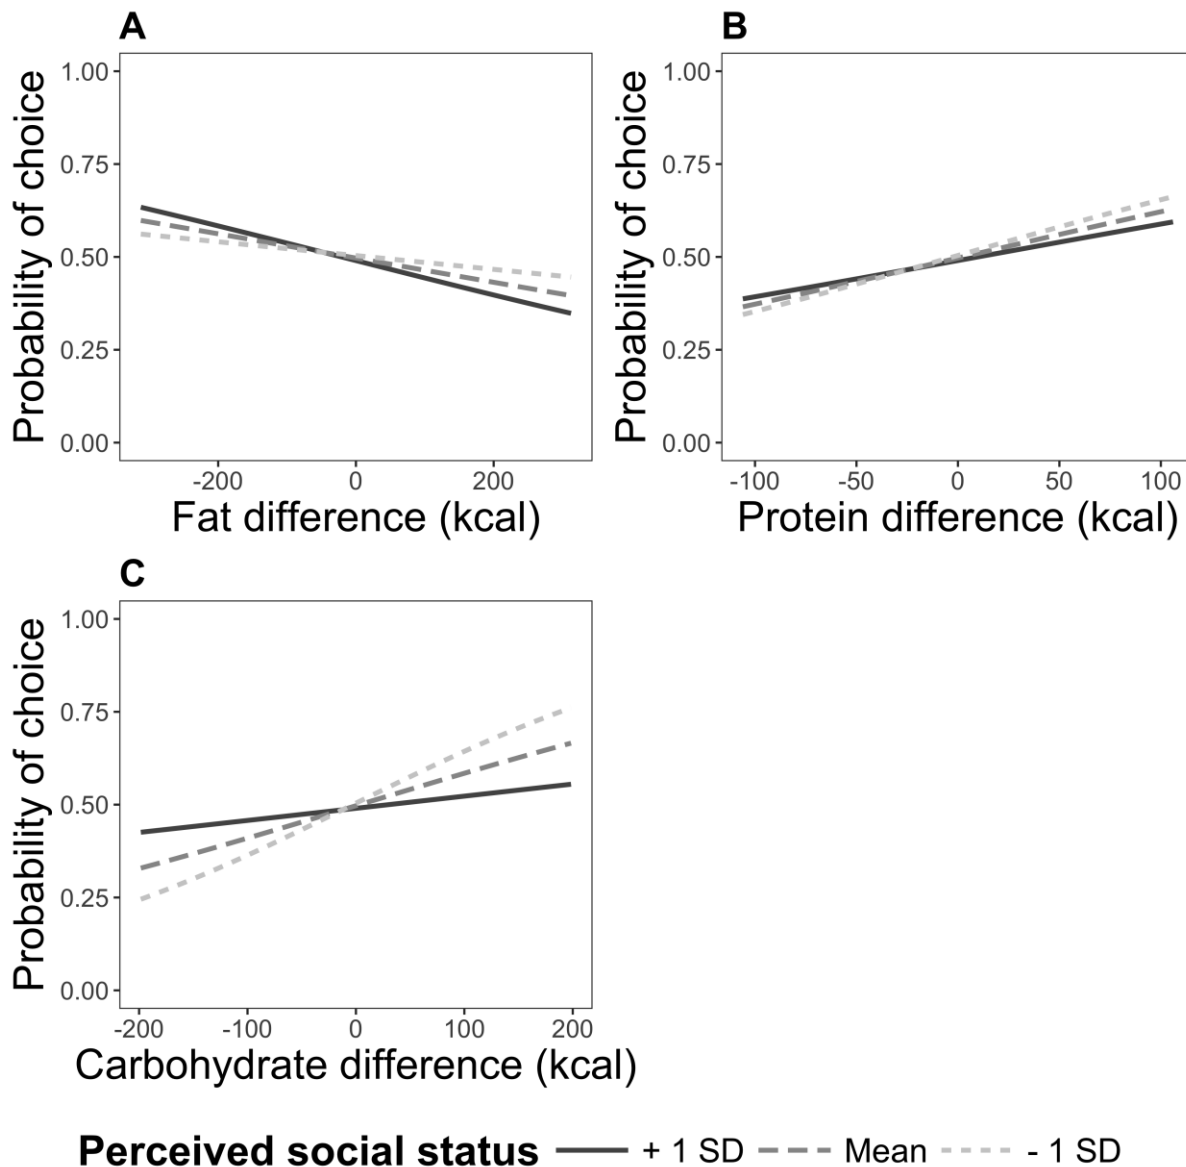 A
Probability of choice
1.00
0.75
0.50
0.25
0.00
-200 0 200
Fat difference (kcal)
B
Probability of choice
1.00
0.75
0.50
0.25
0.00
-100 -50 0 50 100
Protein difference (kcal)
C
Probability of choice
1.00
0.75
0.50
0.25
0.00
-200 -100 0 100 200
Carbohydrate difference (kcal)
Perceived social status + 1 SD Mean - 1 SD